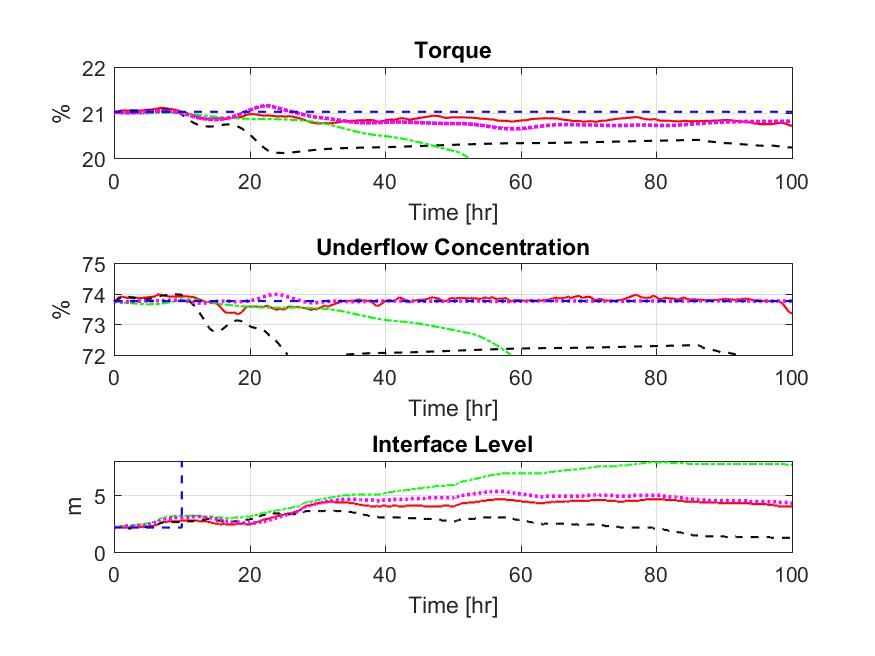 Torque
22
21
20
%
0 20 40 60 80 100
Time [hr]
Underflow Concentration
75
74
73
72
%
0 20 40 60 80 100
Time [hr]
Interface Level
5
0
m
0 20 40 60 80 100
Time [hr]